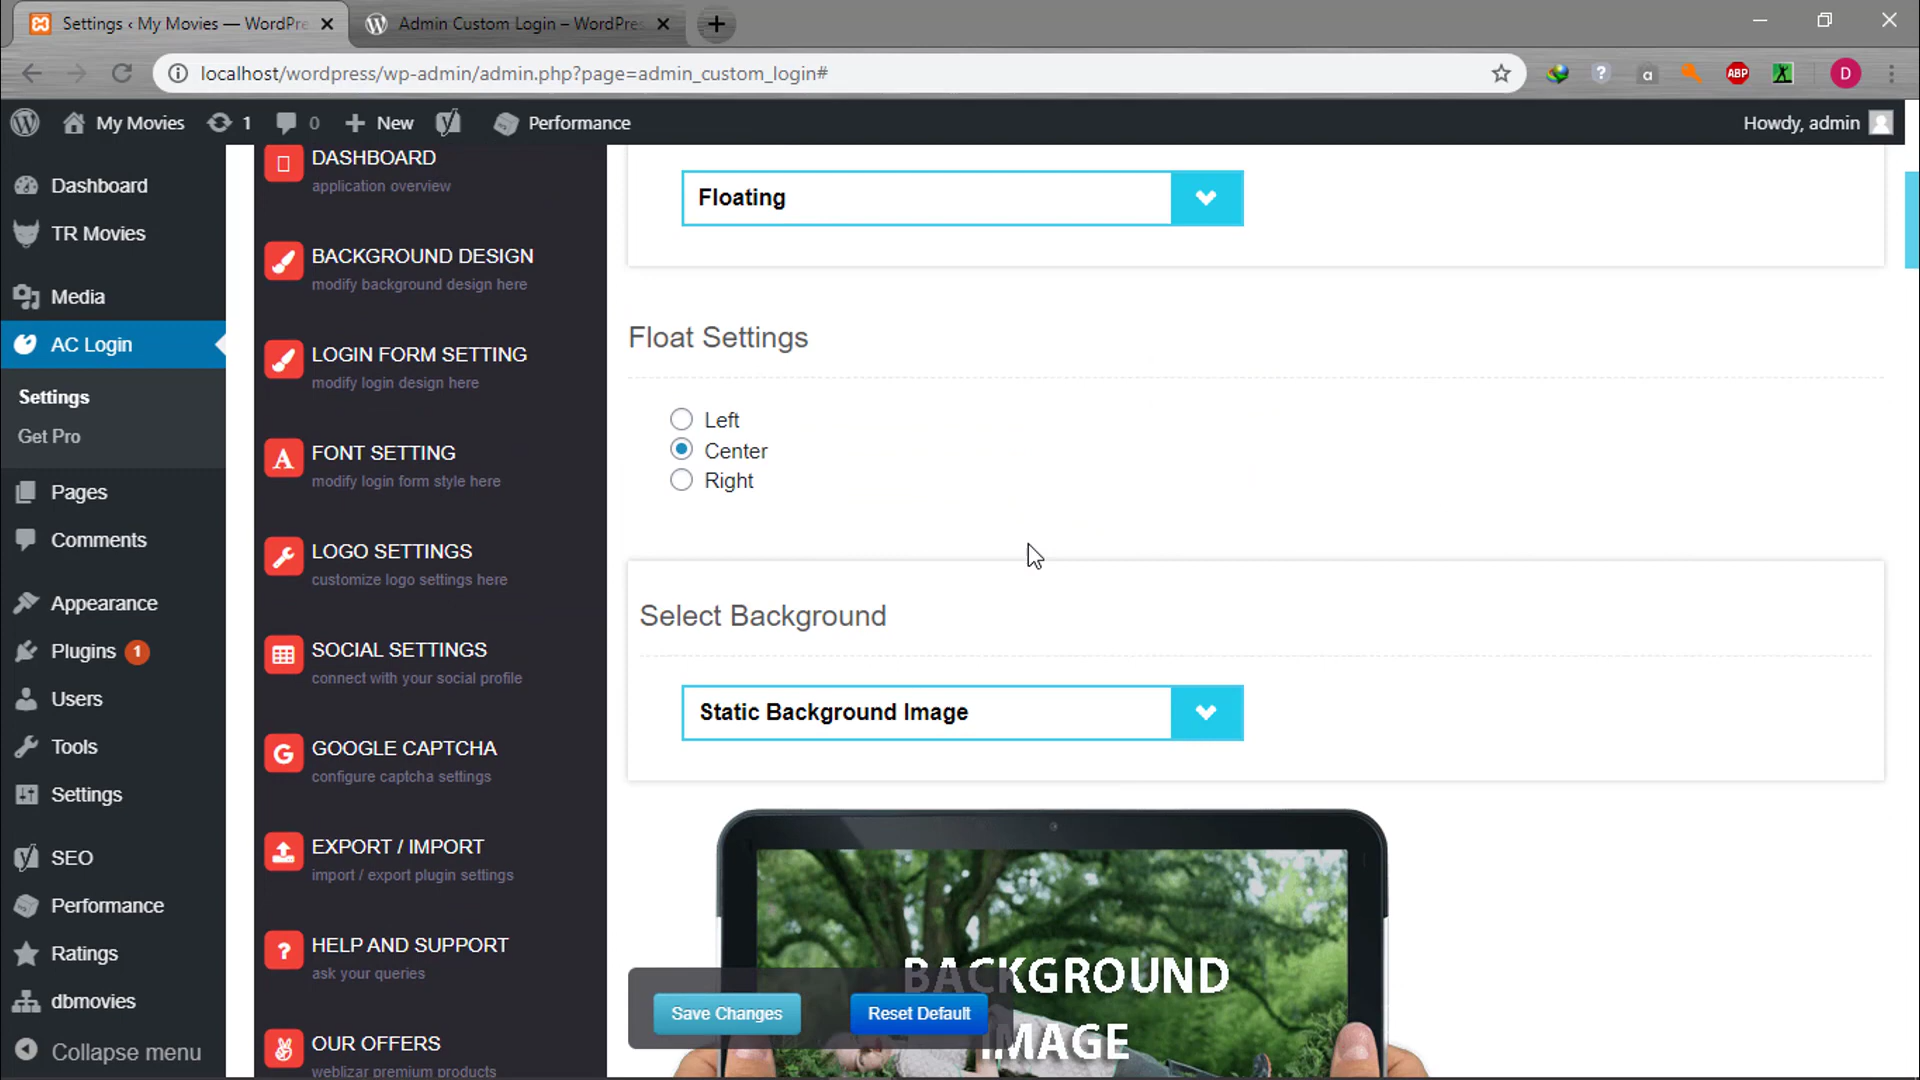 Settings ‹ My Movies — WordPre
Admin Custom Login – WordPres
localhost/wordpress/wp-admin/admin.php?page=admin_custom_login#
a
ABP
D
My Movies
1
0
New
Performance
Howdy, admin
Dashboard
TR Movies
Media
AC Login
Settings
Get Pro
Pages
Comments
Appearance
Plugins 1
Users
Tools
Settings
SEO
Performance
Ratings
dbmovies
Collapse menu
DASHBOARD
application overview
BACKGROUND DESIGN
modify background design here
LOGIN FORM SETTING
modify login design here
FONT SETTING
modify login form style here
LOGO SETTINGS
customize logo settings here
SOCIAL SETTINGS
connect with your social profile
GOOGLE CAPTCHA
configure captcha settings
EXPORT / IMPORT
import / export plugin settings
HELP AND SUPPORT
ask your queries
OUR OFFERS
weblizar premium products
Floating
Float Settings
Left
Center
Right
Select Background
Static Background Image
BACKGROUND
IMAGE
Save Changes
Reset Default